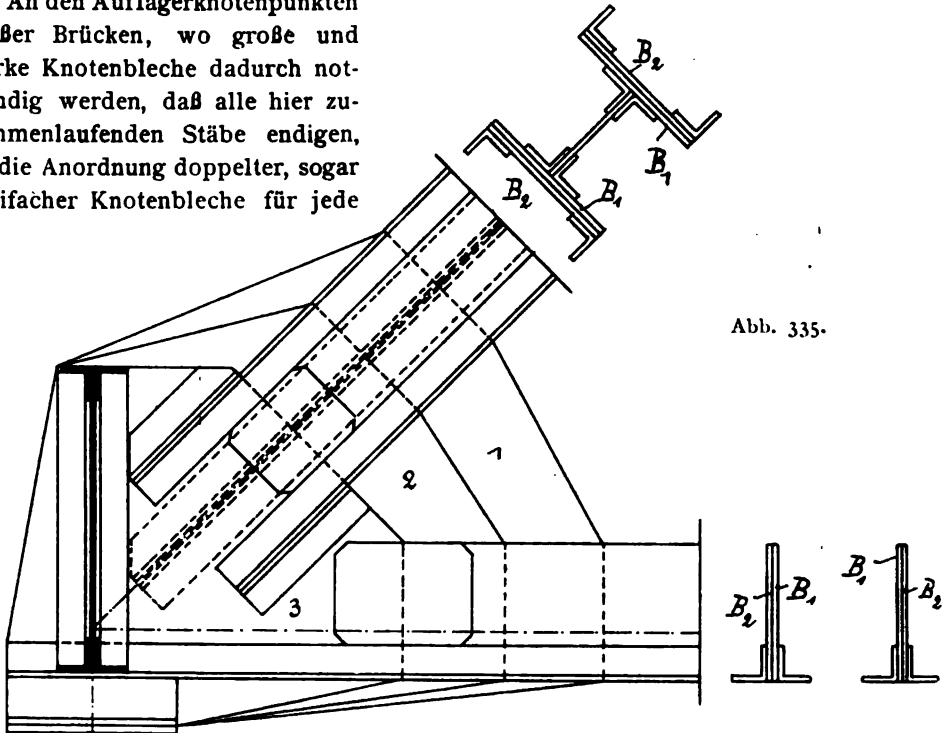 An den Auflagerknotenpunkten
ßer Brücken, wo große und
rke Knotenbleche dadurch not-
ndig werden, daß alle hier zu-
mmenlaufenden Stäbe endigen,
die Anordnung doppelter, sogar
ifacher Knotenbleche für jede
B₂
B₁
B₂
B₁
Abb. 335.
1
2
3
B₂
B₁
B₁
B₂